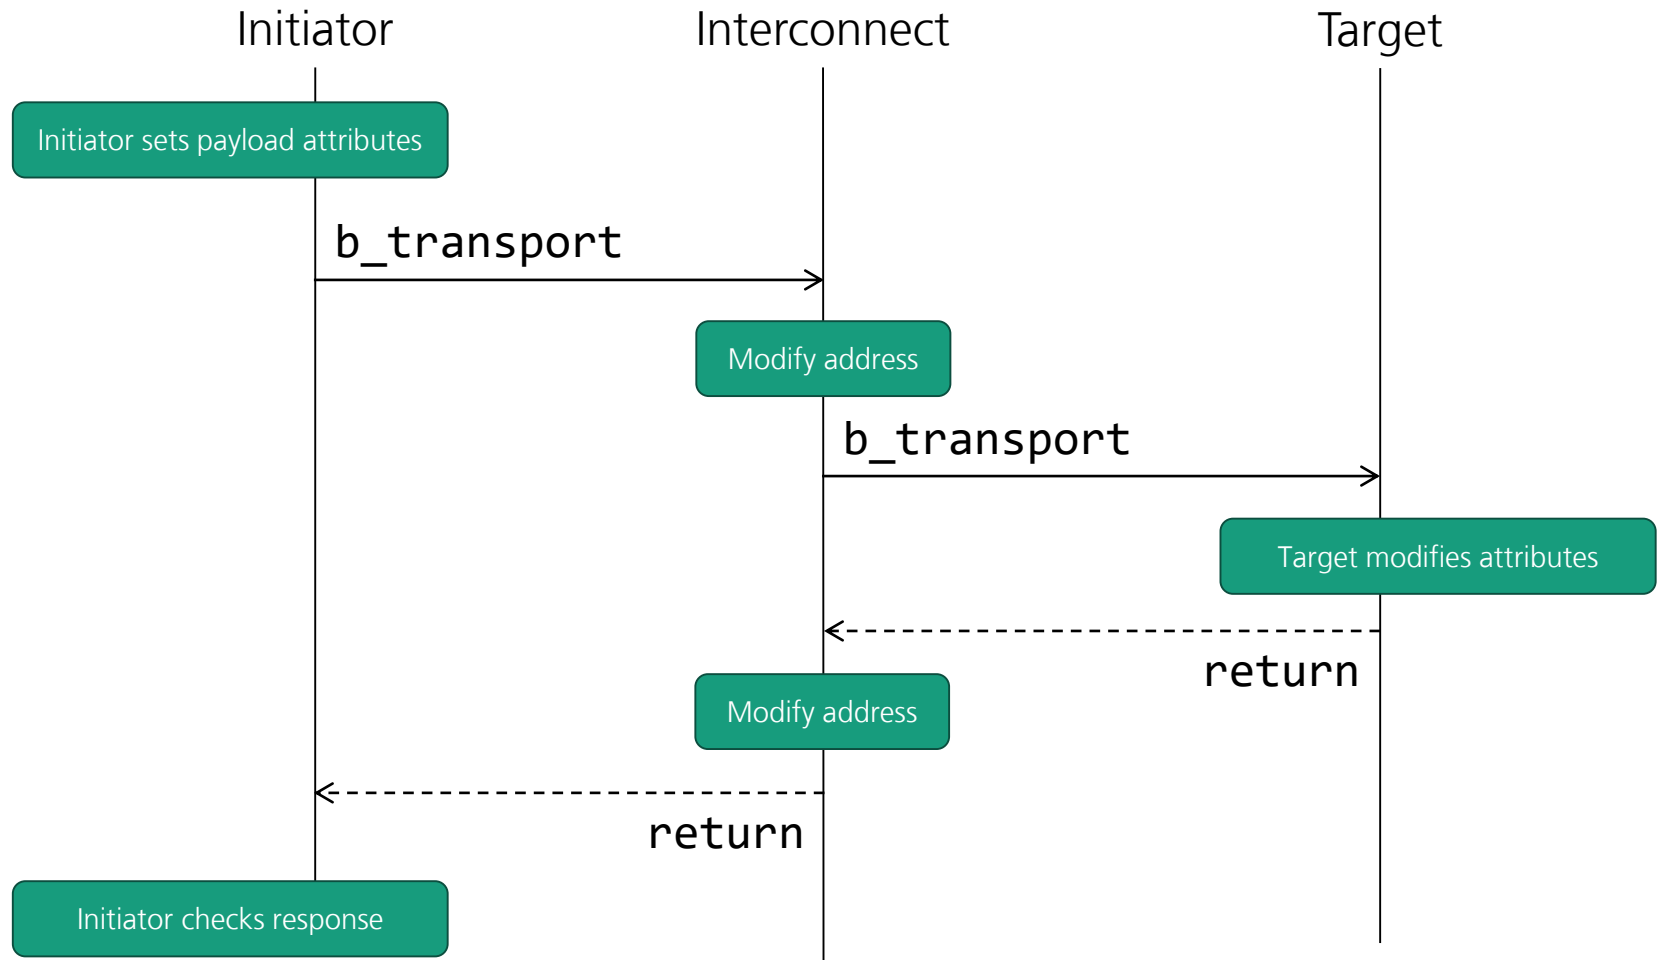 Initiator
Interconnect
Target
Initiator sets payload attributes
b_transport
Modify address
b_transport
Target modifies attributes
return
Modify address
return
Initiator checks response